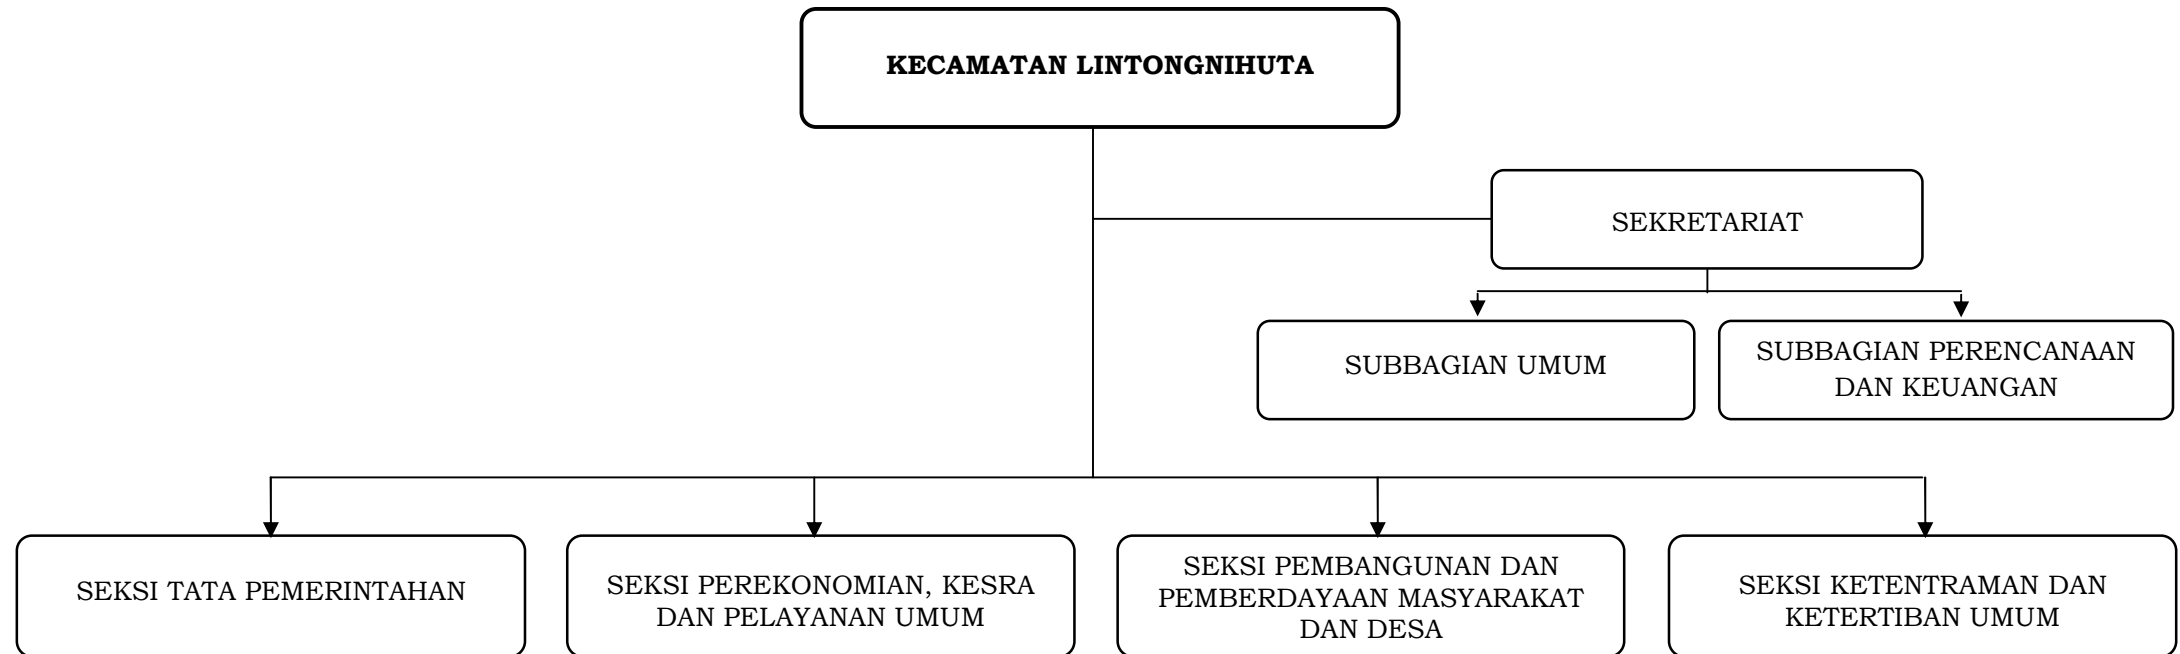 KECAMATAN LINTONGNIHUTA
SEKRETARIAT
SUBBAGIAN UMUM
SUBBAGIAN PERENCANAAN
DAN KEUANGAN
SEKSI TATA PEMERINTAHAN
SEKSI PEREKONOMIAN, KESRA
DAN PELAYANAN UMUM
SEKSI PEMBANGUNAN DAN
PEMBERDAYAAN MASYARAKAT
DAN DESA
SEKSI KETENTRAMAN DAN
KETERTIBAN UMUM